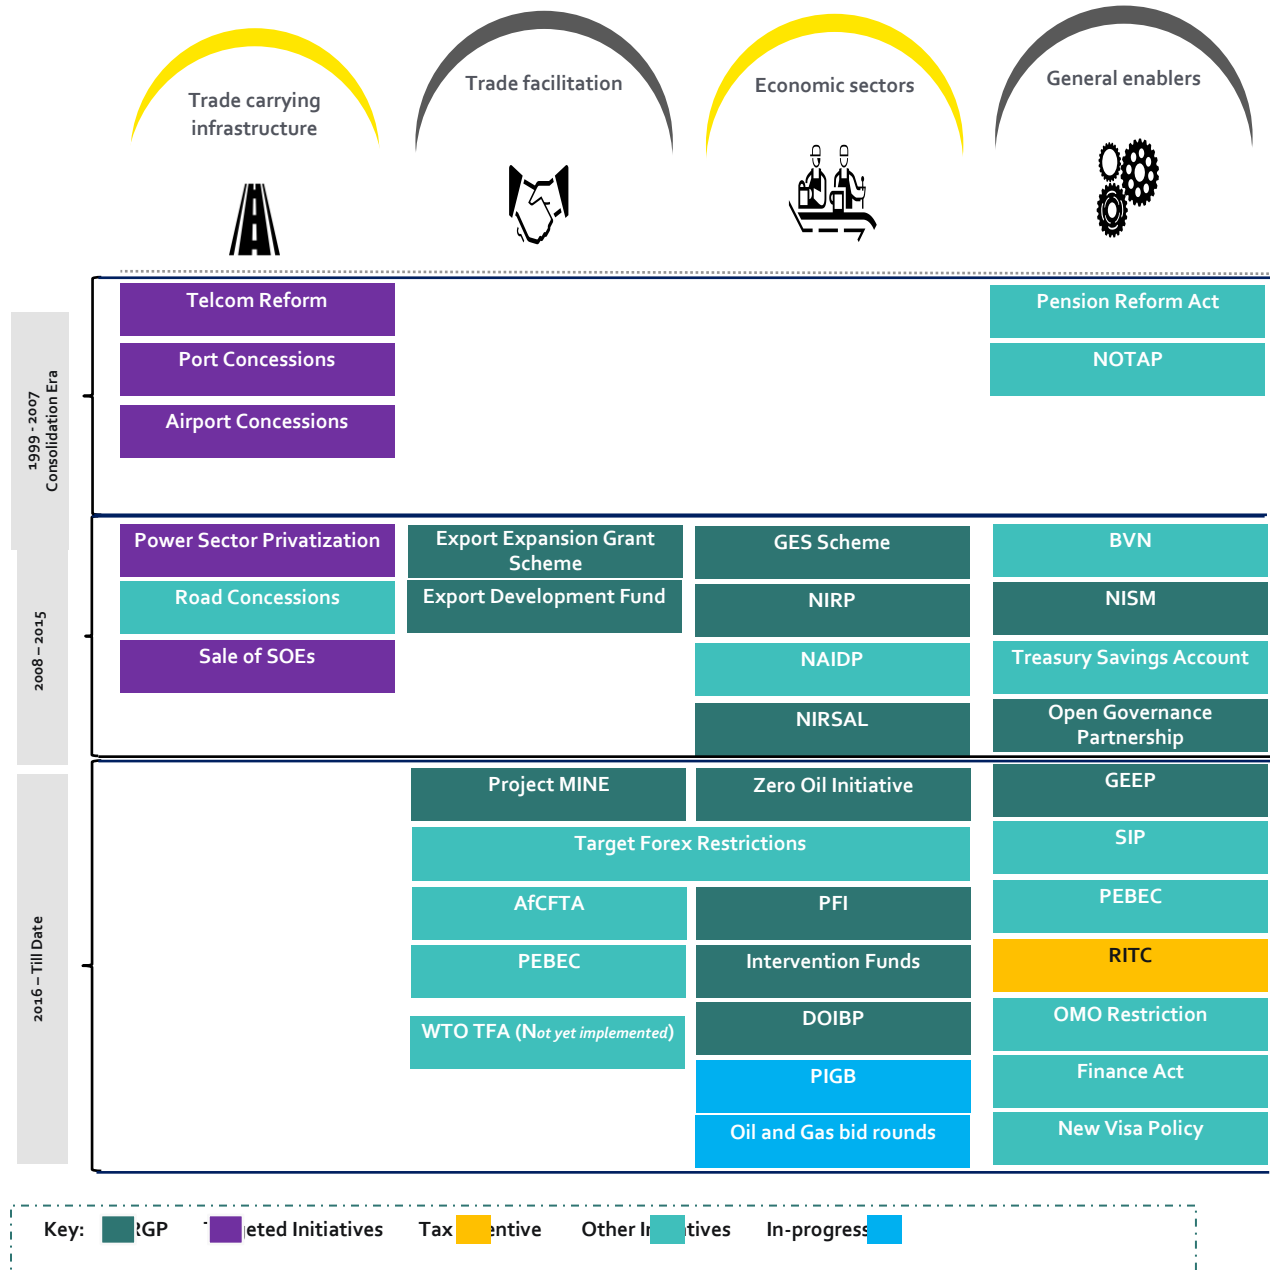 Trade carrying
infrastructure
Trade facilitation
Economic sectors
General enablers
1999 - 2007
Consolidation Era
Telcom Reform
Port Concessions
Airport Concessions
Pension Reform Act
NOTAP
2008 – 2015
Power Sector Privatization
Road Concessions
Sale of SOEs
Export Expansion Grant
Scheme
Export Development Fund
GES Scheme
NIRP
NAIDP
NIRSAL
BVN
NISM
Treasury Savings Account
Open Governance
Partnership
2016 – Till Date
Project MINE
Zero Oil Initiative
Target Forex Restrictions
AfCFTA
PEBEC
WTO TFA (Not yet implemented)
PFI
Intervention Funds
DOIBP
PIGB
Oil and Gas bid rounds
GEEP
SIP
PEBEC
RITC
OMO Restriction
Finance Act
New Visa Policy
Key: Initiatives Tax Other In-progress